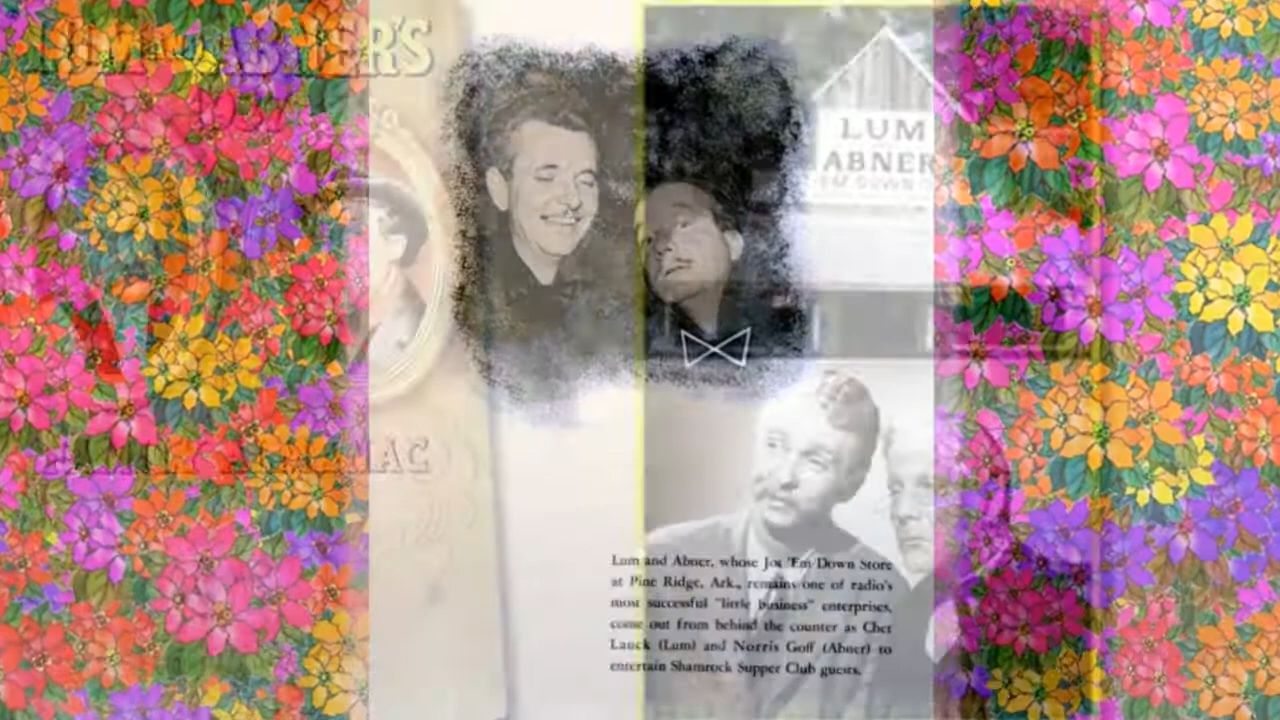 LUM
ABNER
Lum and Abner, whose Jot 'Em Down Store
at Pine Ridge, Ark., remains one of radio's
most successful "little business" enterprises,
come out from behind the counter as Chet
Lauck (Lum) and Norris Goff (Abner) to
entertain Shamrock Supper Club guests.